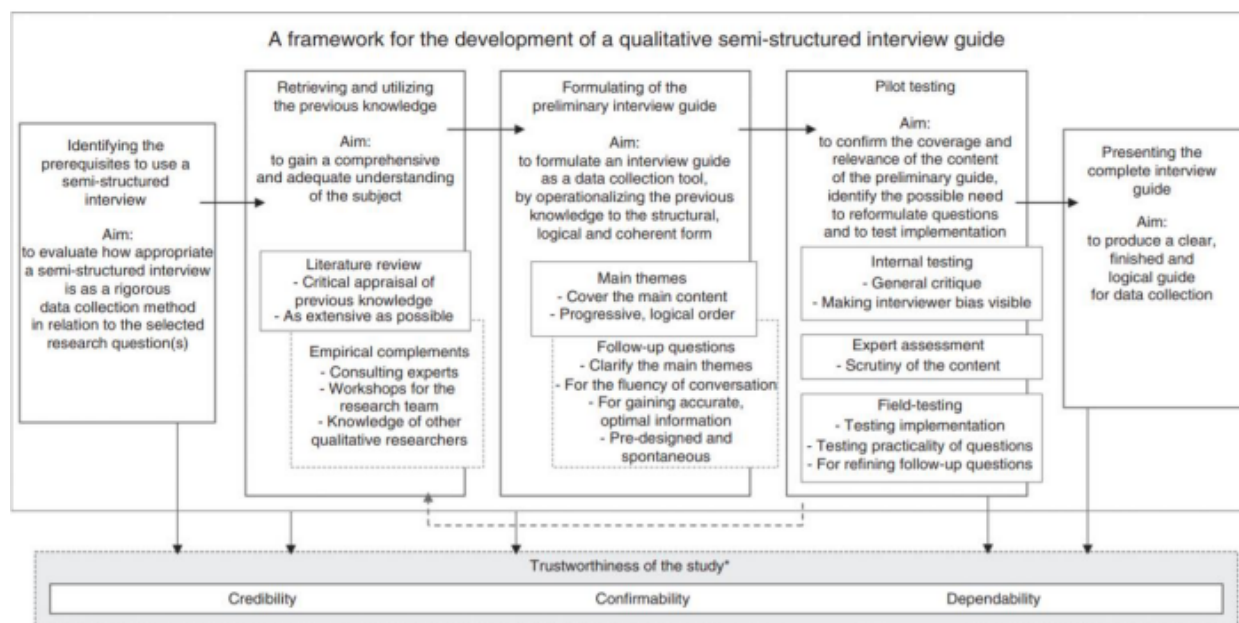 A framework for the development of a qualitative semi-structured interview guide
Identifying the
prerequisites to use a
semi-structured
interview
Aim:
to evaluate how appropriate
a semi-structured interview
is as a rigorous
data collection method
in relation to the selected
research question(s)
Retrieving and utilizing
the previous knowledge
Aim:
to gain a comprehensive
and adequate understanding
of the subject
Literature review
- Critical appraisal of
previous knowledge
- As extensive as possible
Empirical complements
- Consulting experts
- Workshops for the
research team
- Knowledge of other
qualitative researchers
Formulating of the
preliminary interview guide
Aim:
to formulate an interview guide
as a data collection tool,
by operationalizing the previous
knowledge to the structural,
logical and coherent form
Main themes
- Cover the main content
- Progressive, logical order
Follow-up questions
- Clarify the main themes
- For the fluency of conversation
- For gaining accurate,
optimal information
- Pre-designed and
spontaneous
Pilot testing
Aim:
to confirm the coverage and
relevance of the content
of the preliminary guide,
identify the possible need
to reformulate questions
and to test implementation
Internal testing
- General critique
- Making interviewer bias visible
Expert assessment
- Scrutiny of the content
Field-testing
- Testing implementation
- Testing practicality of questions
- For refining follow-up questions
Presenting the
complete interview
guide
Aim:
to produce a clear,
finished and
logical guide
for data collection
Trustworthiness of the study*
Credibility
Confirmability
Dependability